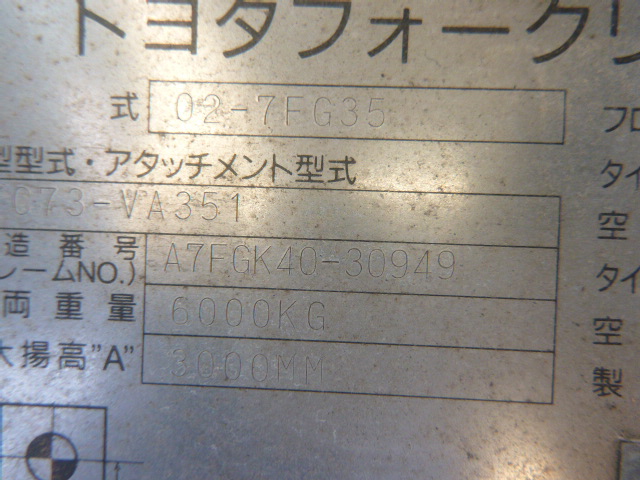 トヨタフォークリ
式 02-7FG35
フロ
型型式・アタッチメント型式
タイ
G73-VA351
空
造番号 A7FGK40-30949
レームNO.)
タイ
両重量 6000KG
空
大揚高"A" 3000MM
製